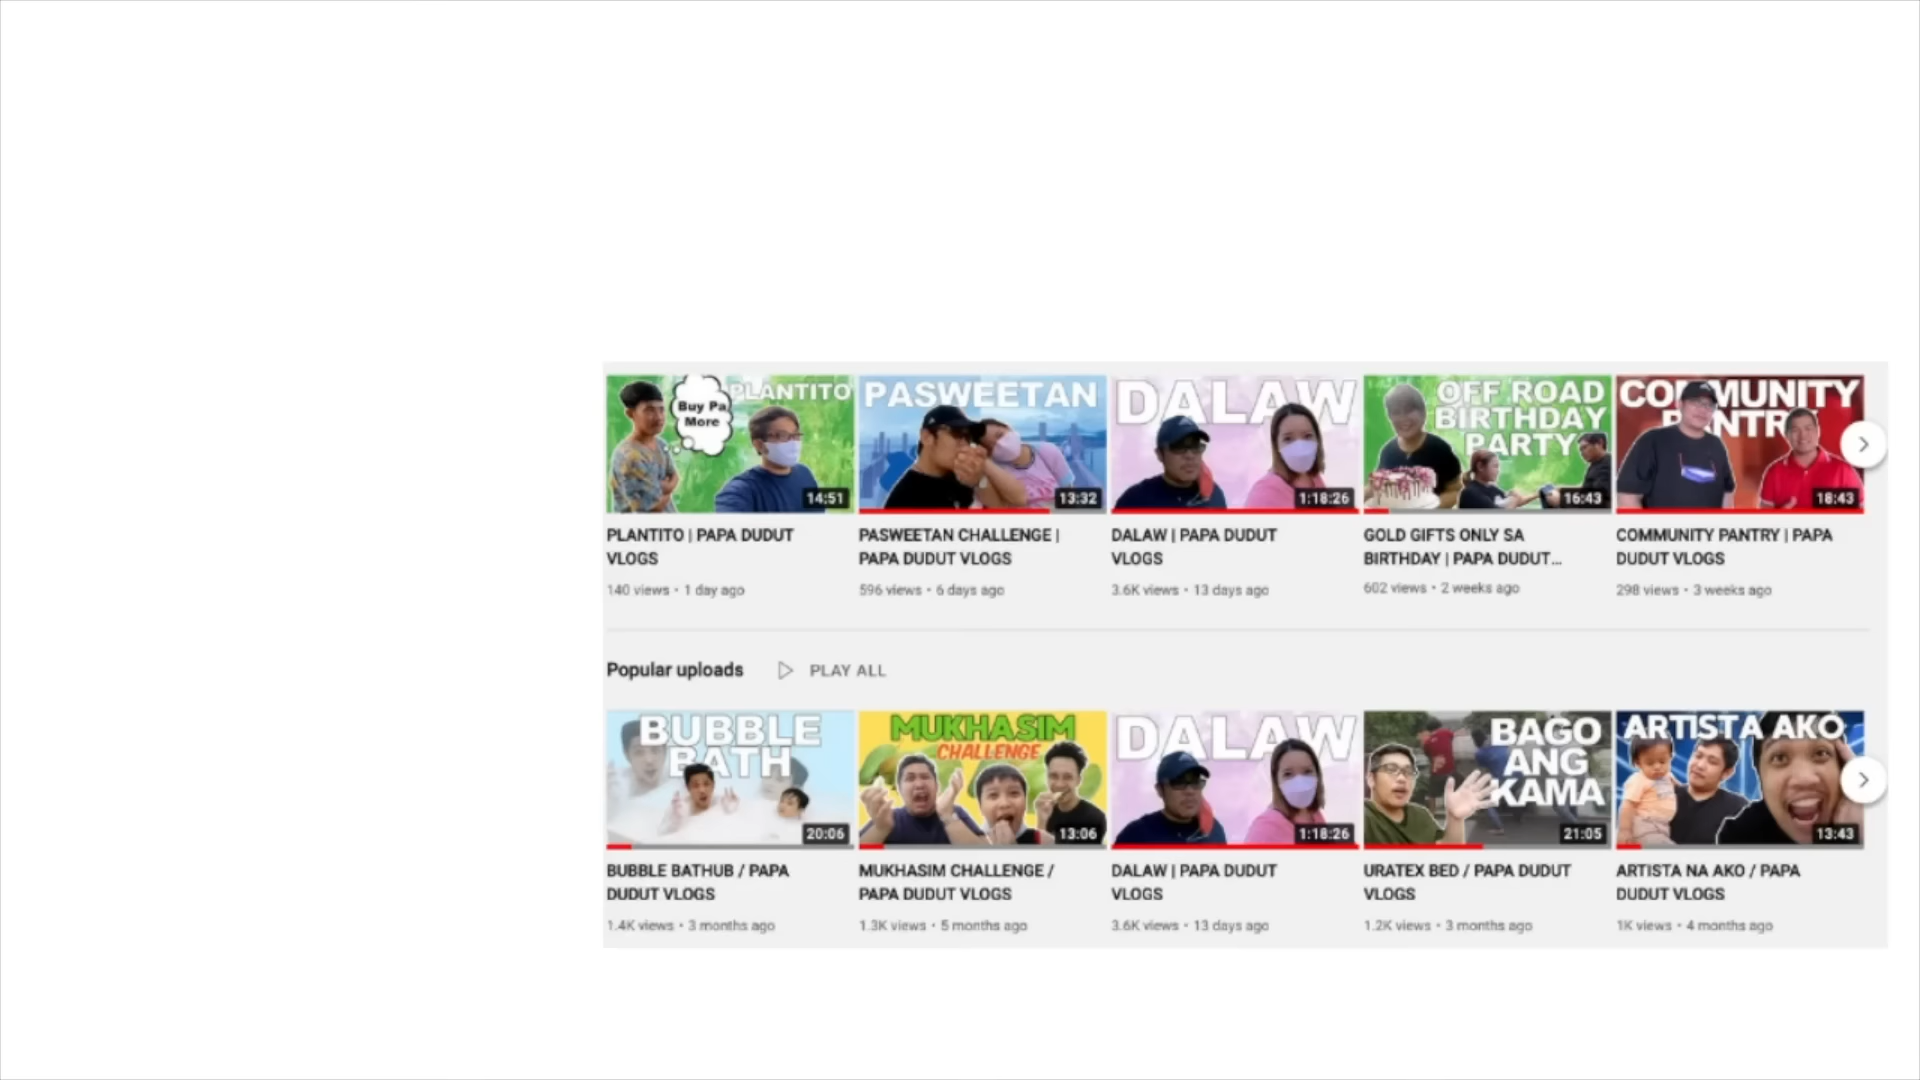 Buy Pa
More
PLANTITO
14:51
PASWEETAN
13:32
DALAW
1:18:26
OFF ROAD
BIRTHDAY
PARTY
16:43
COMMUNITY
PANTRY
18:43
PLANTITO | PAPA DUDUT
VLOGS
140 views • 1 day ago
PASWEETAN CHALLENGE |
PAPA DUDUT VLOGS
596 views • 6 days ago
DALAW | PAPA DUDUT
VLOGS
3.6K views • 13 days ago
GOLD GIFTS ONLY SA
BIRTHDAY | PAPA DUDUT...
602 views • 2 weeks ago
COMMUNITY PANTRY | PAPA
DUDUT VLOGS
298 views • 3 weeks ago
Popular uploads PLAY ALL
BUBBLE
BATH
20:06
MUKHASIM
CHALLENGE
13:06
DALAW
1:18:26
BAGO
ANG
KAMA
21:05
ARTISTA AKO
13:43
BUBBLE BATHUB / PAPA
DUDUT VLOGS
1.4K views • 3 months ago
MUKHASIM CHALLENGE /
PAPA DUDUT VLOGS
1.3K views • 5 months ago
DALAW | PAPA DUDUT
VLOGS
3.6K views • 13 days ago
URATEX BED / PAPA DUDUT
VLOGS
1.2K views • 3 months ago
ARTISTA NA AKO / PAPA
DUDUT VLOGS
1K views • 4 months ago